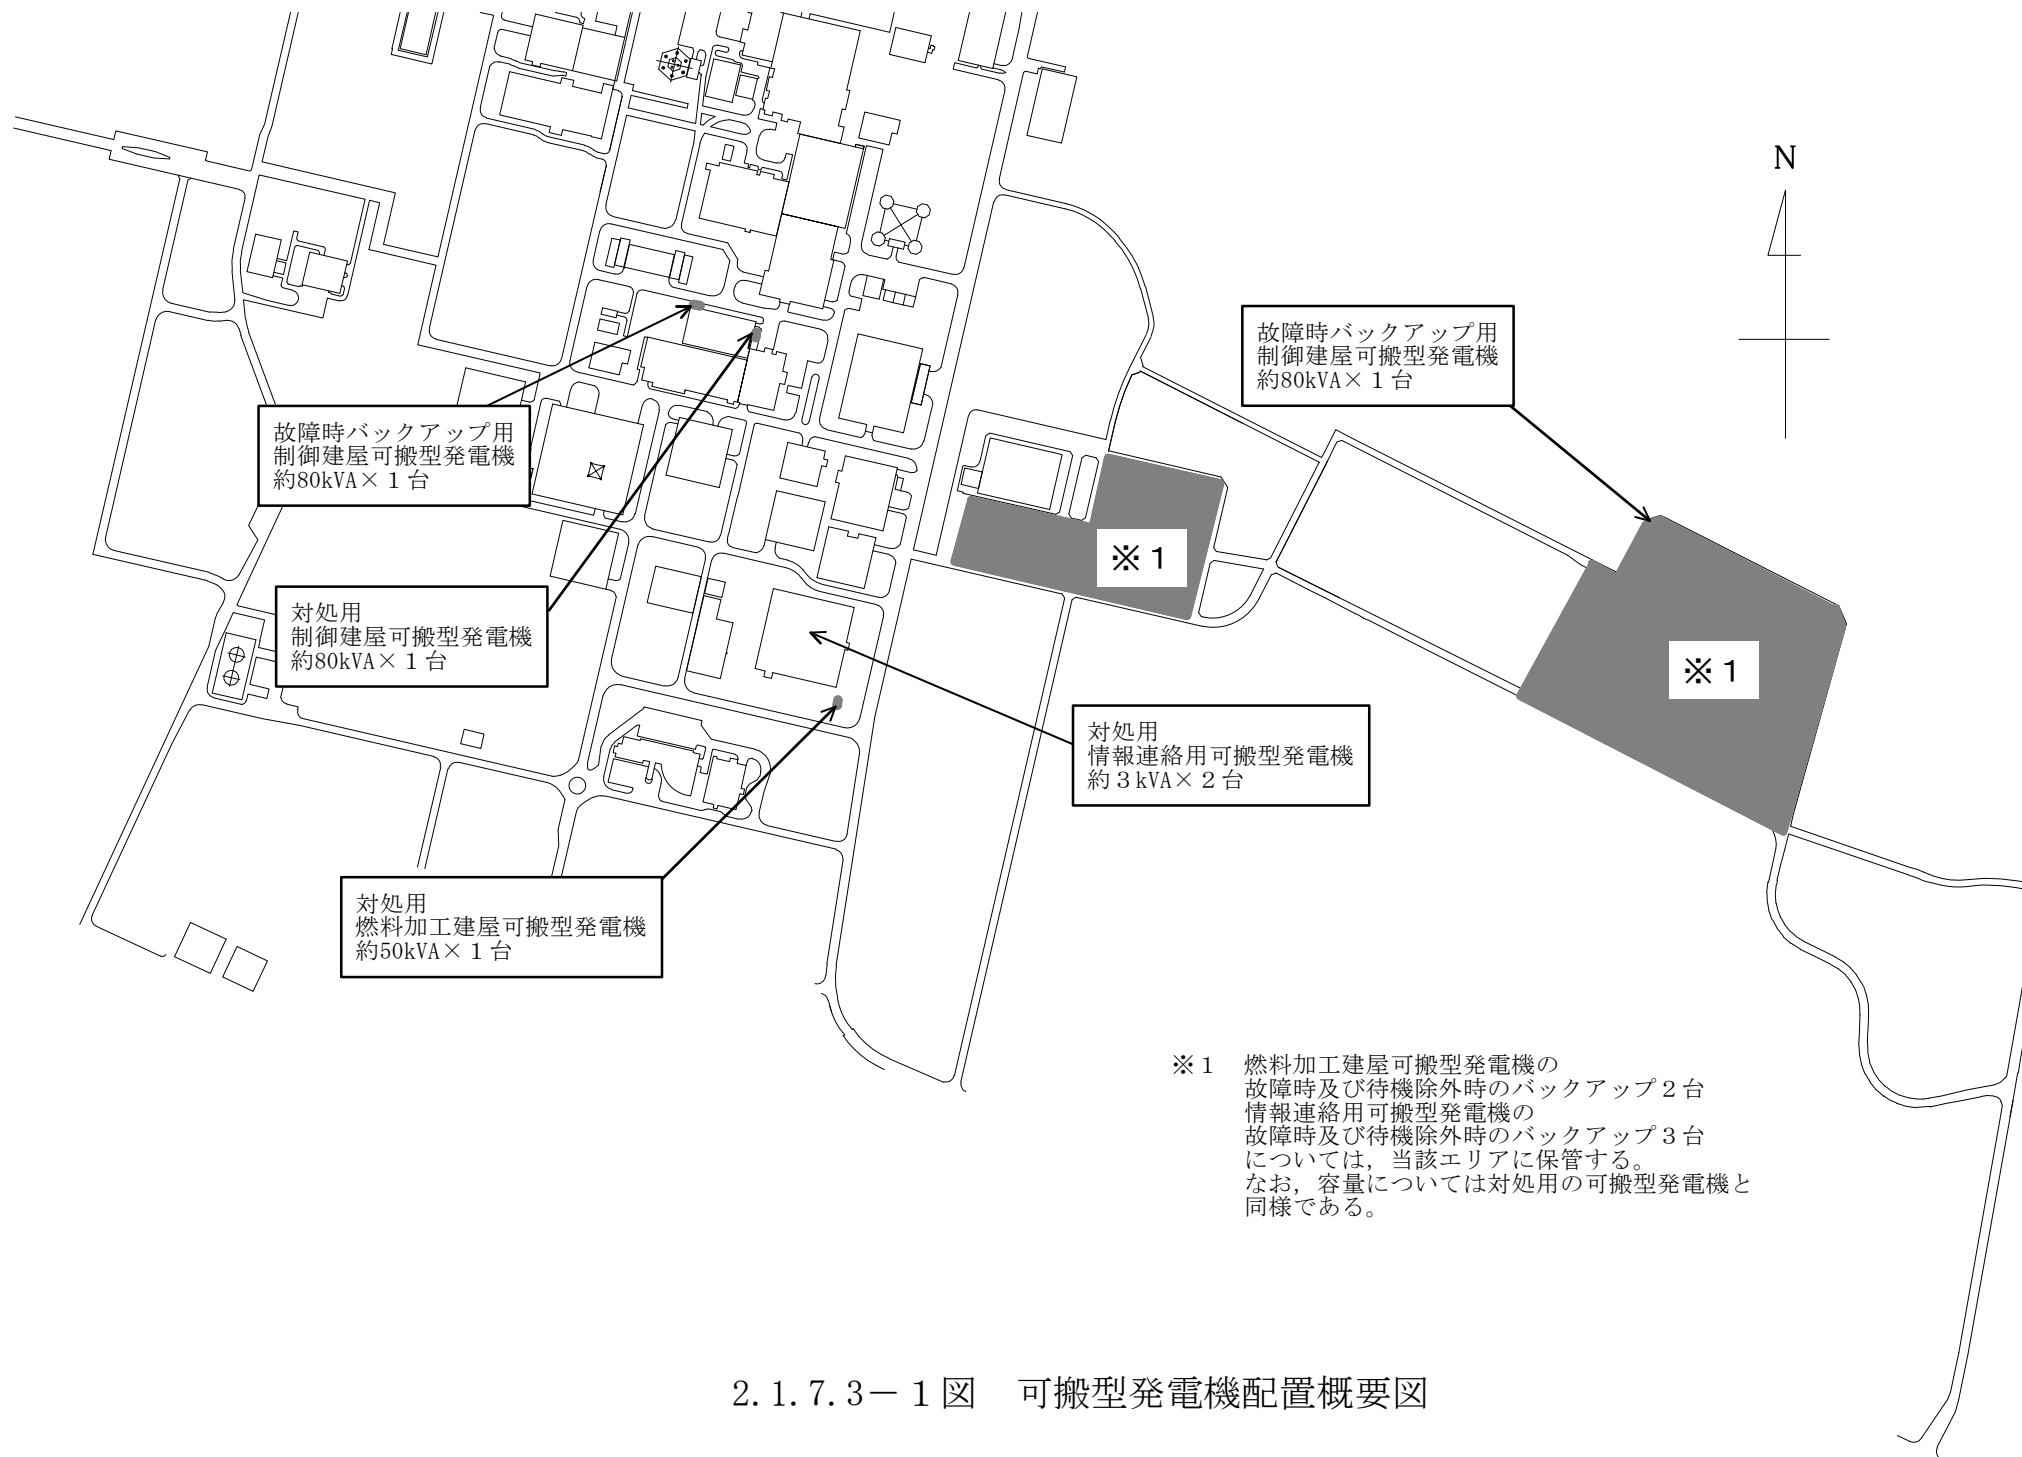 N
故障時バックアップ用
制御建屋可搬型発電機
約80kVA×１台
故障時バックアップ用
制御建屋可搬型発電機
約80kVA×１台
※１
対処用
制御建屋可搬型発電機
約80kVA×１台
※１
対処用
情報連絡用可搬型発電機
約３kVA×２台
対処用
燃料加工建屋可搬型発電機
約50kVA×１台
※１　燃料加工建屋可搬型発電機の
故障時及び待機除外時のバックアップ２台
情報連絡用可搬型発電機の
故障時及び待機除外時のバックアップ３台
については，当該エリアに保管する。
なお，容量については対処用の可搬型発電機と
同様である。
2.1.7.3－１図　可搬型発電機配置概要図